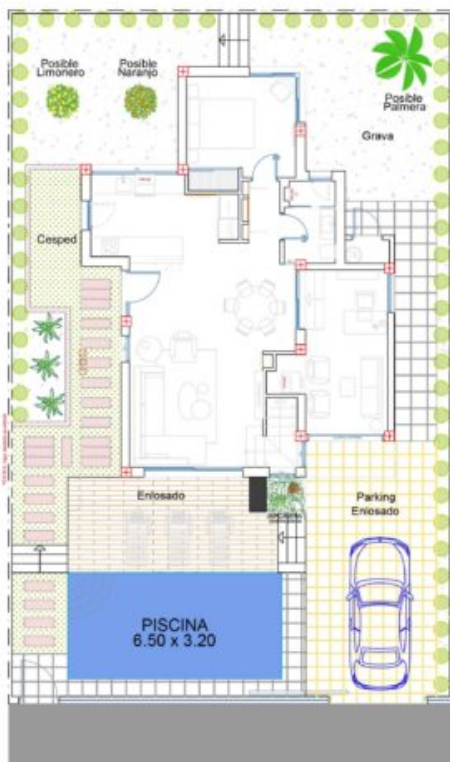 Posible
Limonero
Posible
Naranjo
Posible
Palmera
Grava
Cesped
Enlosado
Parking
Enlosado
PISCINA
6.50 x 3.20